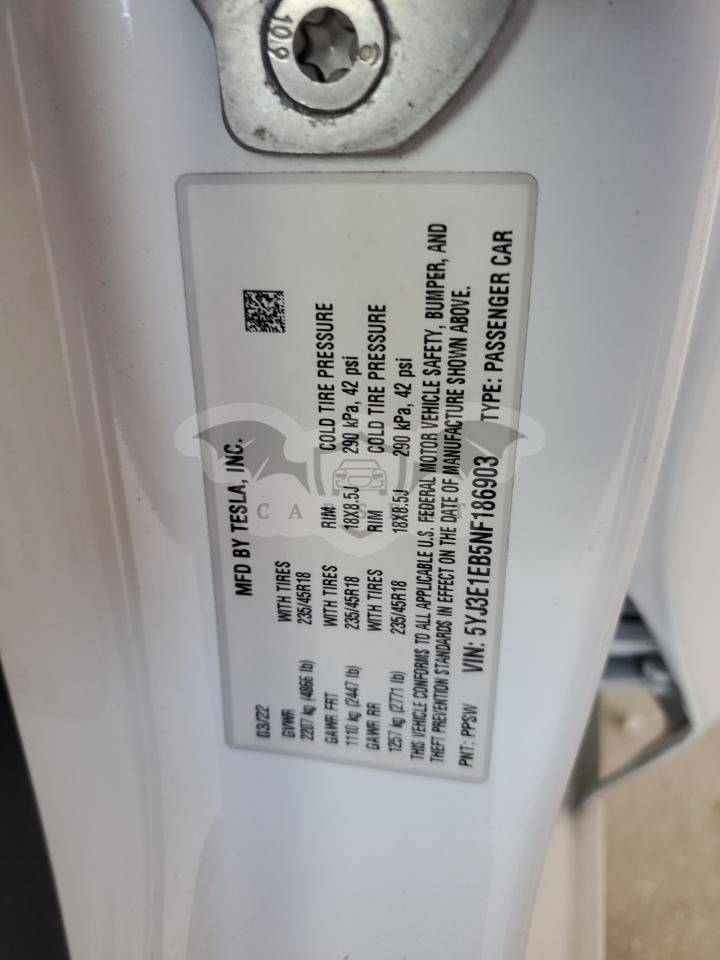 10.9
MFD BY TESLA, INC.
03/22
GVWR WITH TIRES RIM COLD TIRE PRESSURE
2207 kg (4866 lb) 235/45R18 18X8.5J 290 kPa, 42 psi
GAWR FRT WITH TIRES RIM COLD TIRE PRESSURE
1110 kg (2447 lb) 235/45R18 18X8.5J 290 kPa, 42 psi
GAWR RR WITH TIRES
1257 kg (2771 lb) 235/45R18
THIS VEHICLE CONFORMS TO ALL APPLICABLE U.S. FEDERAL MOTOR VEHICLE SAFETY, BUMPER, AND
THEFT PREVENTION STANDARDS IN EFFECT ON THE DATE OF MANUFACTURE SHOWN ABOVE.
PNT: PPSW VIN: 5YJ3E1EB5NF186903 TYPE: PASSENGER CAR